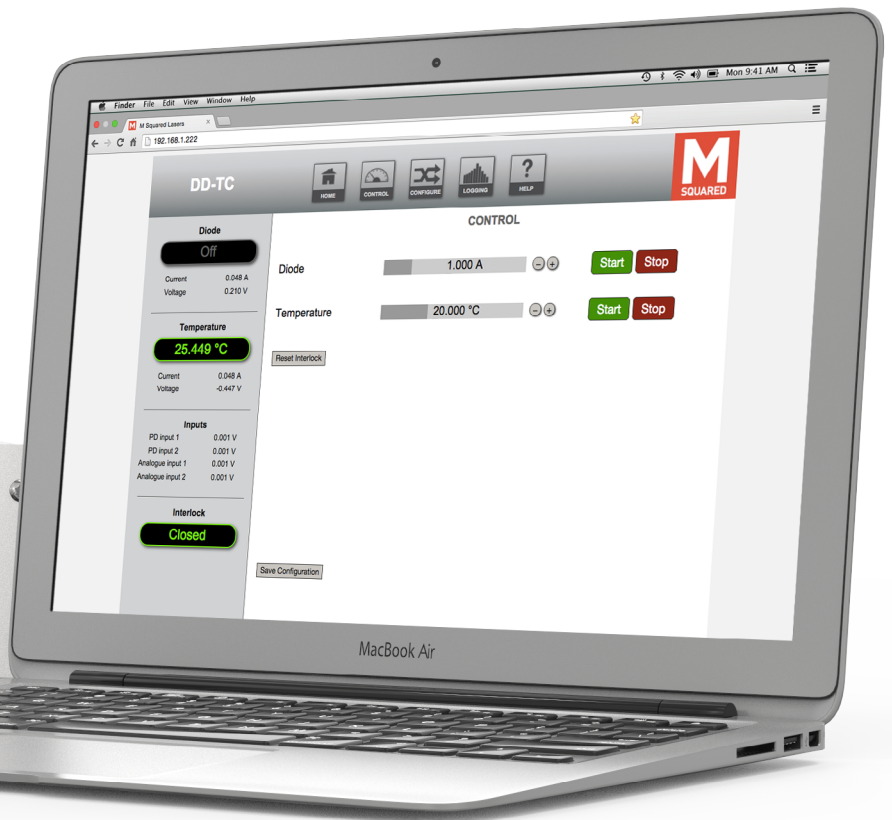 Finder File Edit View Window Help
Mon 9:41 AM
M M Squared Lasers
192.168.1.222
DD-TC
HOME
CONTROL
CONFIGURE
LOGGING
?
HELP
M
SQUARED
CONTROL
Diode
Off
Current 0.048 A
Voltage 0.210 V
Temperature
25.449 °C
Current 0.048 A
Voltage -0.447 V
Inputs
PD input 1 0.001 V
PD input 2 0.001 V
Analogue input 1 0.001 V
Analogue input 2 0.001 V
Interlock
Closed
Diode 1.000 A - + Start Stop
Temperature 20.000 °C - + Start Stop
Reset Interlock
Save Configuration
MacBook Air